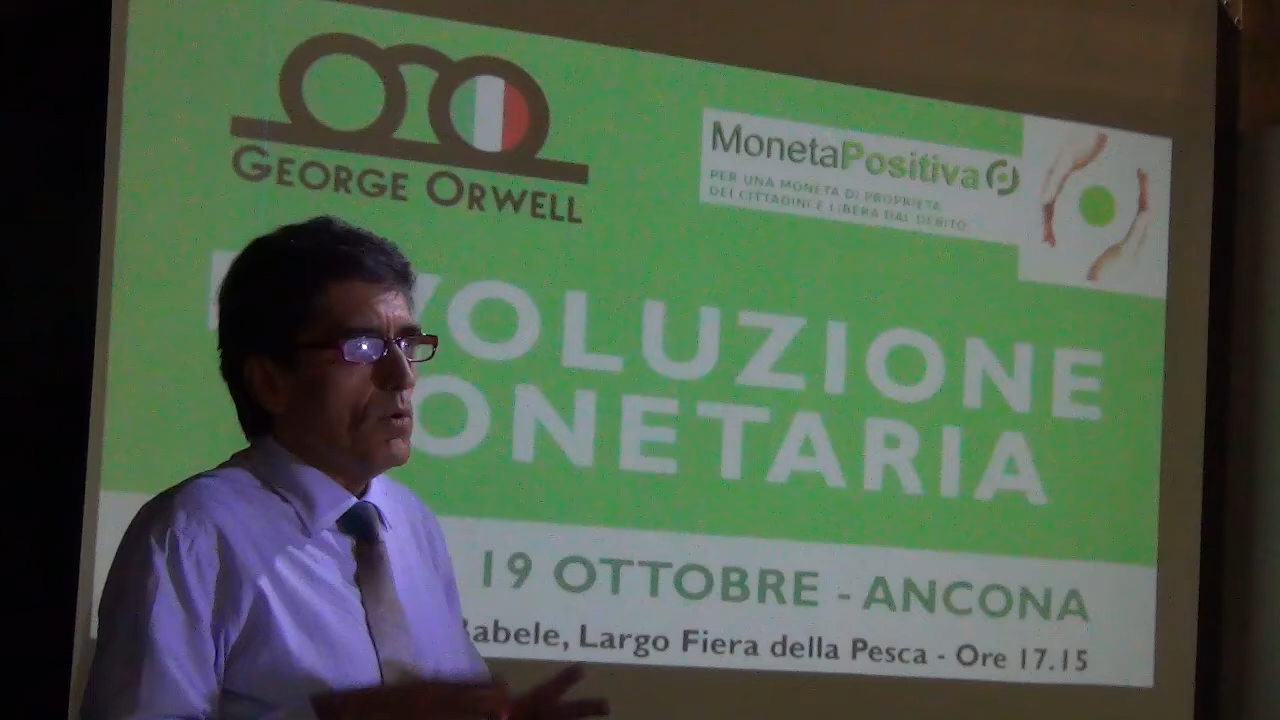 GEORGE ORWELL
MonetaPositiva
PER UNA MONETA DI PROPRIETÀ
DEI CITTADINI E LIBERA DAL DEBITO
VOLUZIONE
ONETARIA
19 OTTOBRE - ANCONA
Babele, Largo Fiera della Pesca - Ore 17.15